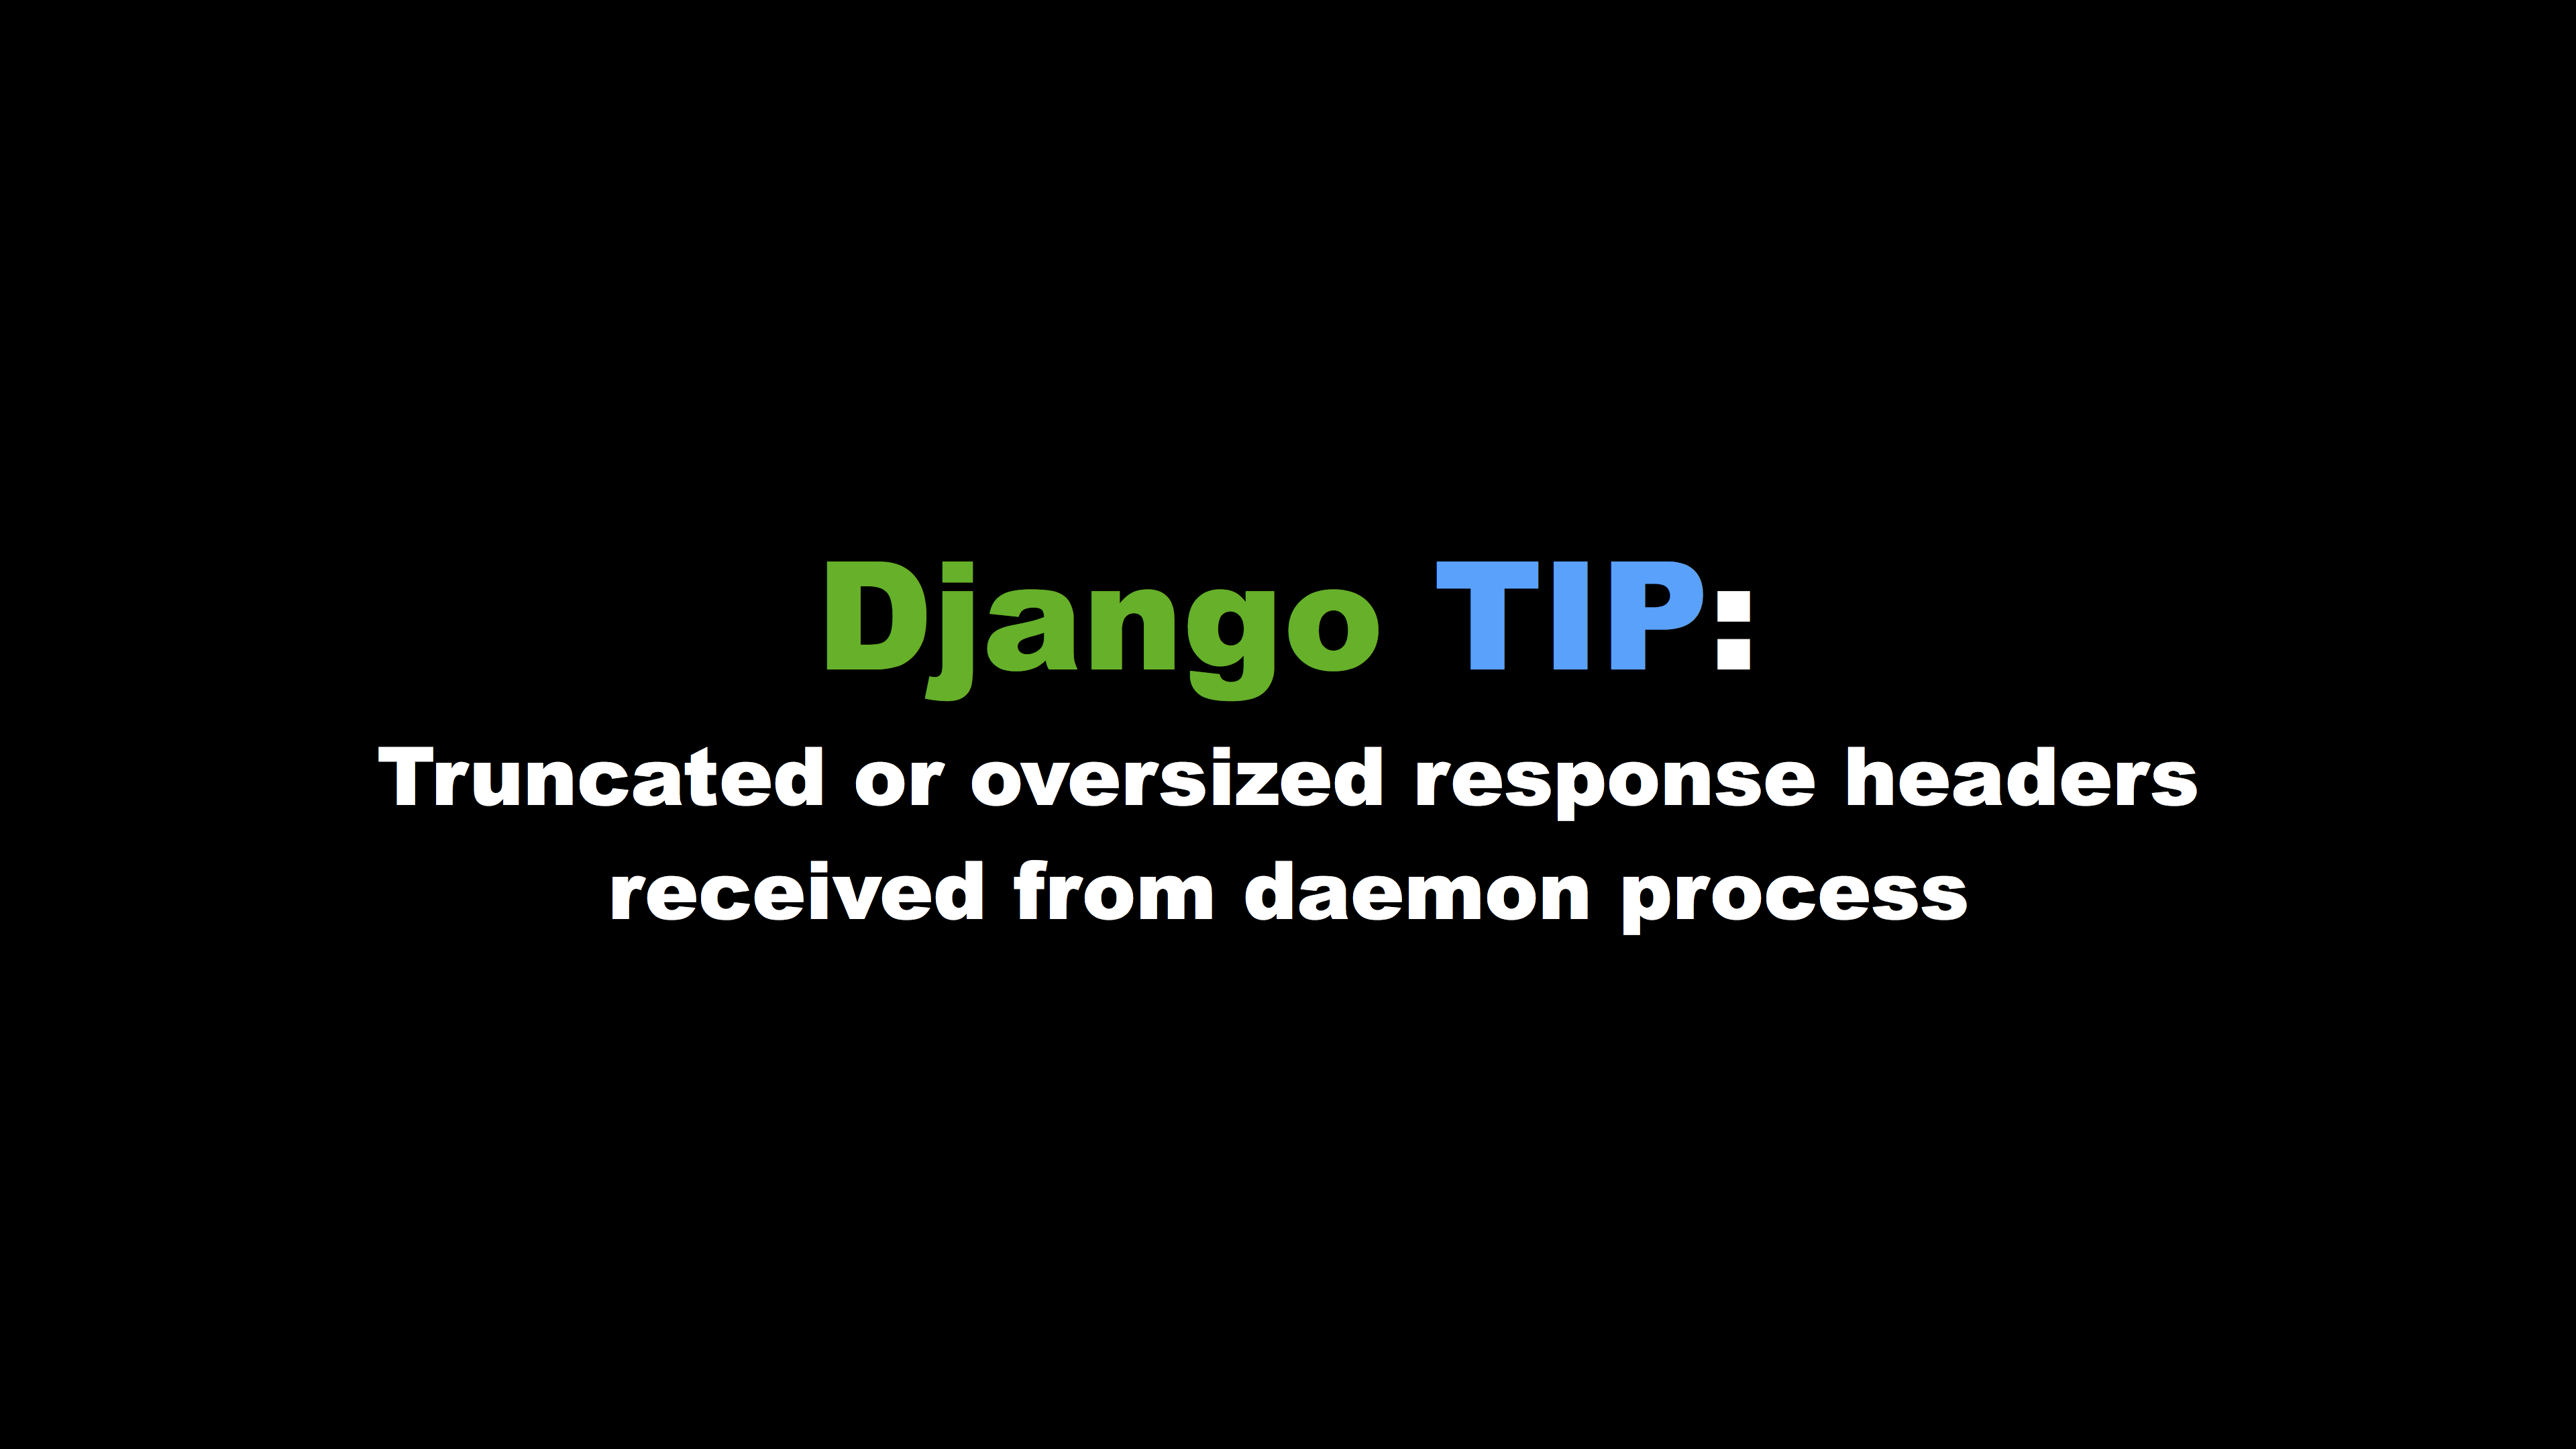 Django TIP:
Truncated or oversized response headers
received from daemon process